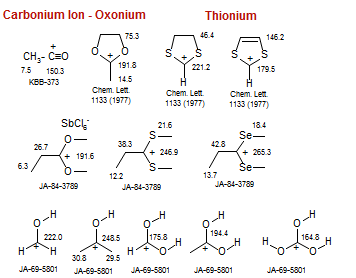 Carbonium Ion - Oxonium Thionium
+
CH3- C≡O
7.5 150.3
KBB-373
75.3
O O
+
191.8
14.5
Chem. Lett.
1133 (1977)
46.4
S S
+
221.2
H
Chem. Lett.
1133 (1977)
146.2
S S
+
179.5
H
Chem. Lett.
1133 (1977)
SbCl6-
O
26.7
+ 191.6
6.3
O
JA-84-3789
21.6
S
38.3
+ 246.9
12.2
S
JA-84-3789
18.4
Se
42.8
+ 265.3
13.7
Se
JA-84-3789
H
O
222.0
+
H H
JA-69-5801
H
O
248.5
+
30.8 29.5
JA-69-5801
H
O
175.8 H
+
H O
JA-69-5801
H
O
194.4
+ H
O
JA-69-5801
H
O
164.8
H + H
O O
JA-69-5801